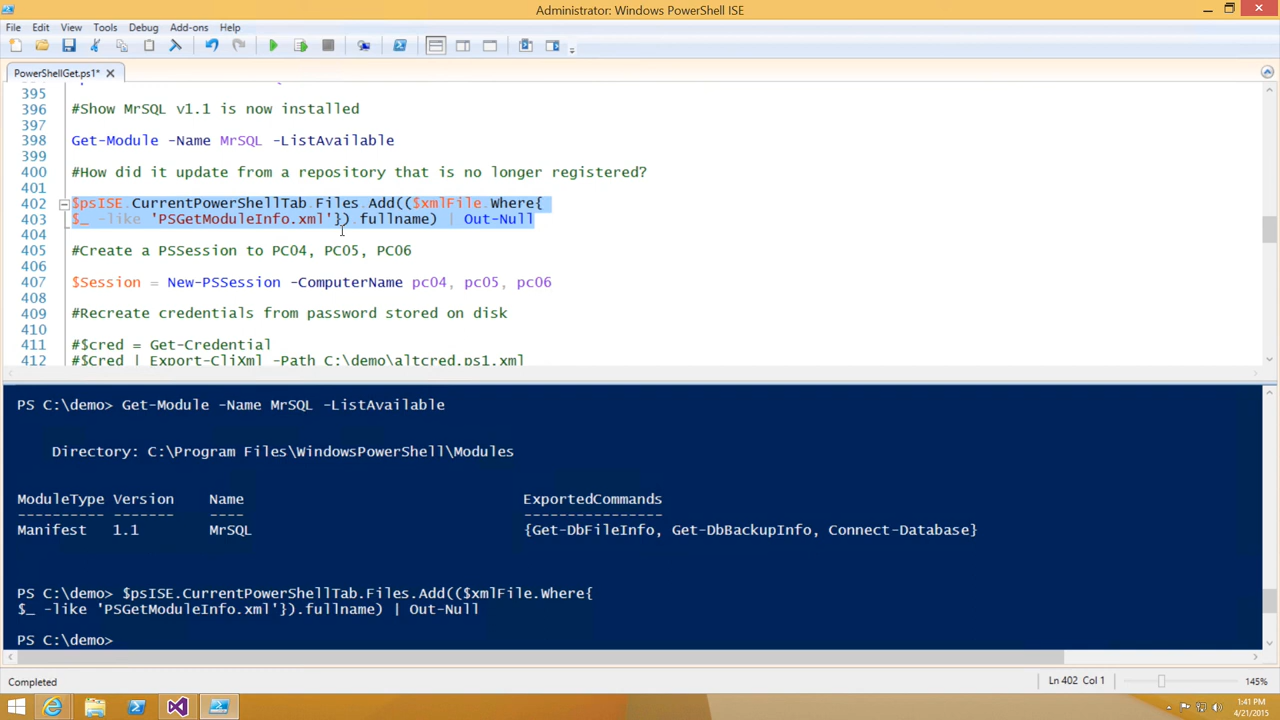 Administrator: Windows PowerShell ISE
File Edit View Tools Debug Add-ons Help
PowerShellGet.ps1*
395
396 #Show MrSQL v1.1 is now installed
397
398 Get-Module -Name MrSQL -ListAvailable
399
400 #How did it update from a repository that is no longer registered?
401
402 $psISE.CurrentPowerShellTab.Files.Add(($xmlFile.Where{
403 $_ -like 'PSGetModuleInfo.xml'}).fullname) | Out-Null
404
405 #Create a PSSession to PC04, PC05, PC06
406
407 $Session = New-PSSession -ComputerName pc04, pc05, pc06
408
409 #Recreate credentials from password stored on disk
410
411 #$cred = Get-Credential
412 #$Cred | Export-CliXml -Path C:\demo\altcred.ps1.xml
PS C:\demo> Get-Module -Name MrSQL -ListAvailable
Directory: C:\Program Files\WindowsPowerShell\Modules
ModuleType Version Name ExportedCommands
---------- ------- ---- ----------------
Manifest 1.1 MrSQL {Get-DbFileInfo, Get-DbBackupInfo, Connect-Database}
PS C:\demo> $psISE.CurrentPowerShellTab.Files.Add(($xmlFile.Where{
$_ -like 'PSGetModuleInfo.xml'}).fullname) | Out-Null
PS C:\demo>
Completed Ln 402 Col 1 145%
1:41 PM
4/21/2015